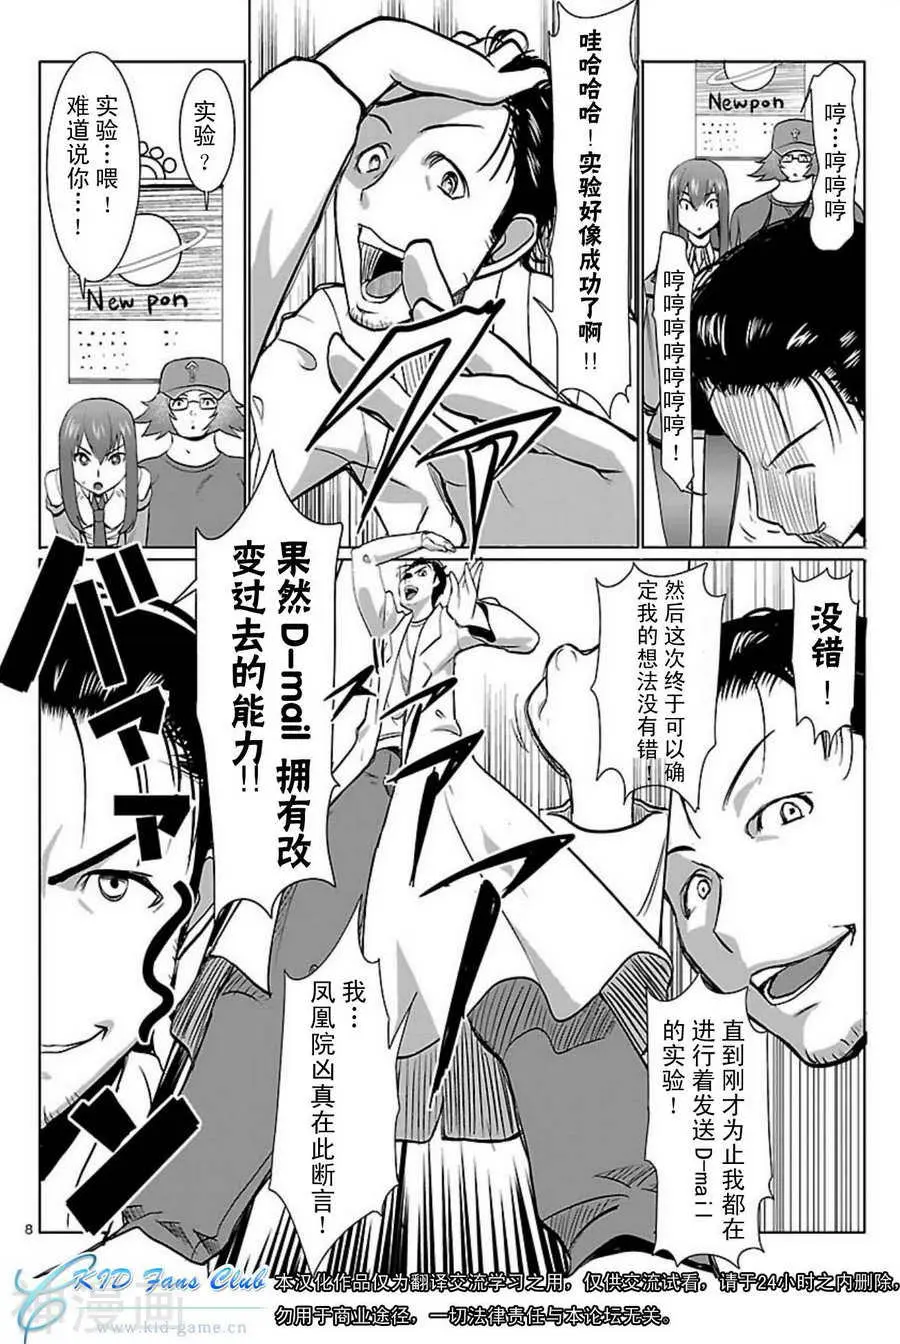 哼…哼哼哼
哼哼哼哼哼哼哼！
Newpon
哇哈哈哈！实验好像成功了啊！！
实验？
实验…喂！
难道说你…！
New pon
没错！
然后这次终于可以确
定我的想法没有错！
直到刚才为止我都在
进行着发送D-mail
的实验！
果然D-mail 拥有改
变过去的能力！！
我…
凤凰院凶真在此断言！
バァァーン
8
KID Fans Club
www.kid-game.cn
本汉化作品仅为翻译交流学习之用，仅供交流试看，请于24小时之内删除，
勿用于商业途径，一切法律责任与本论坛无关。